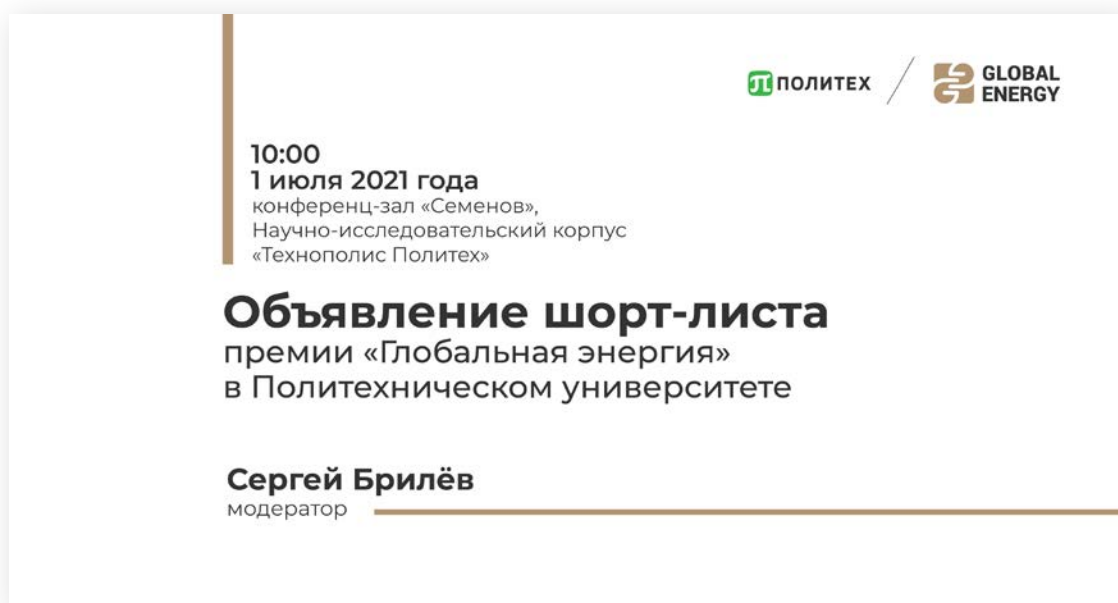 ПОЛИТЕХ
GLOBAL
ENERGY
10:00
1 июля 2021 года
конференц-зал «Семенов»,
Научно-исследовательский корпус
«Технополис Политех»
Объявление шорт-листа
премии «Глобальная энергия»
в Политехническом университете
Сергей Брилёв
модератор